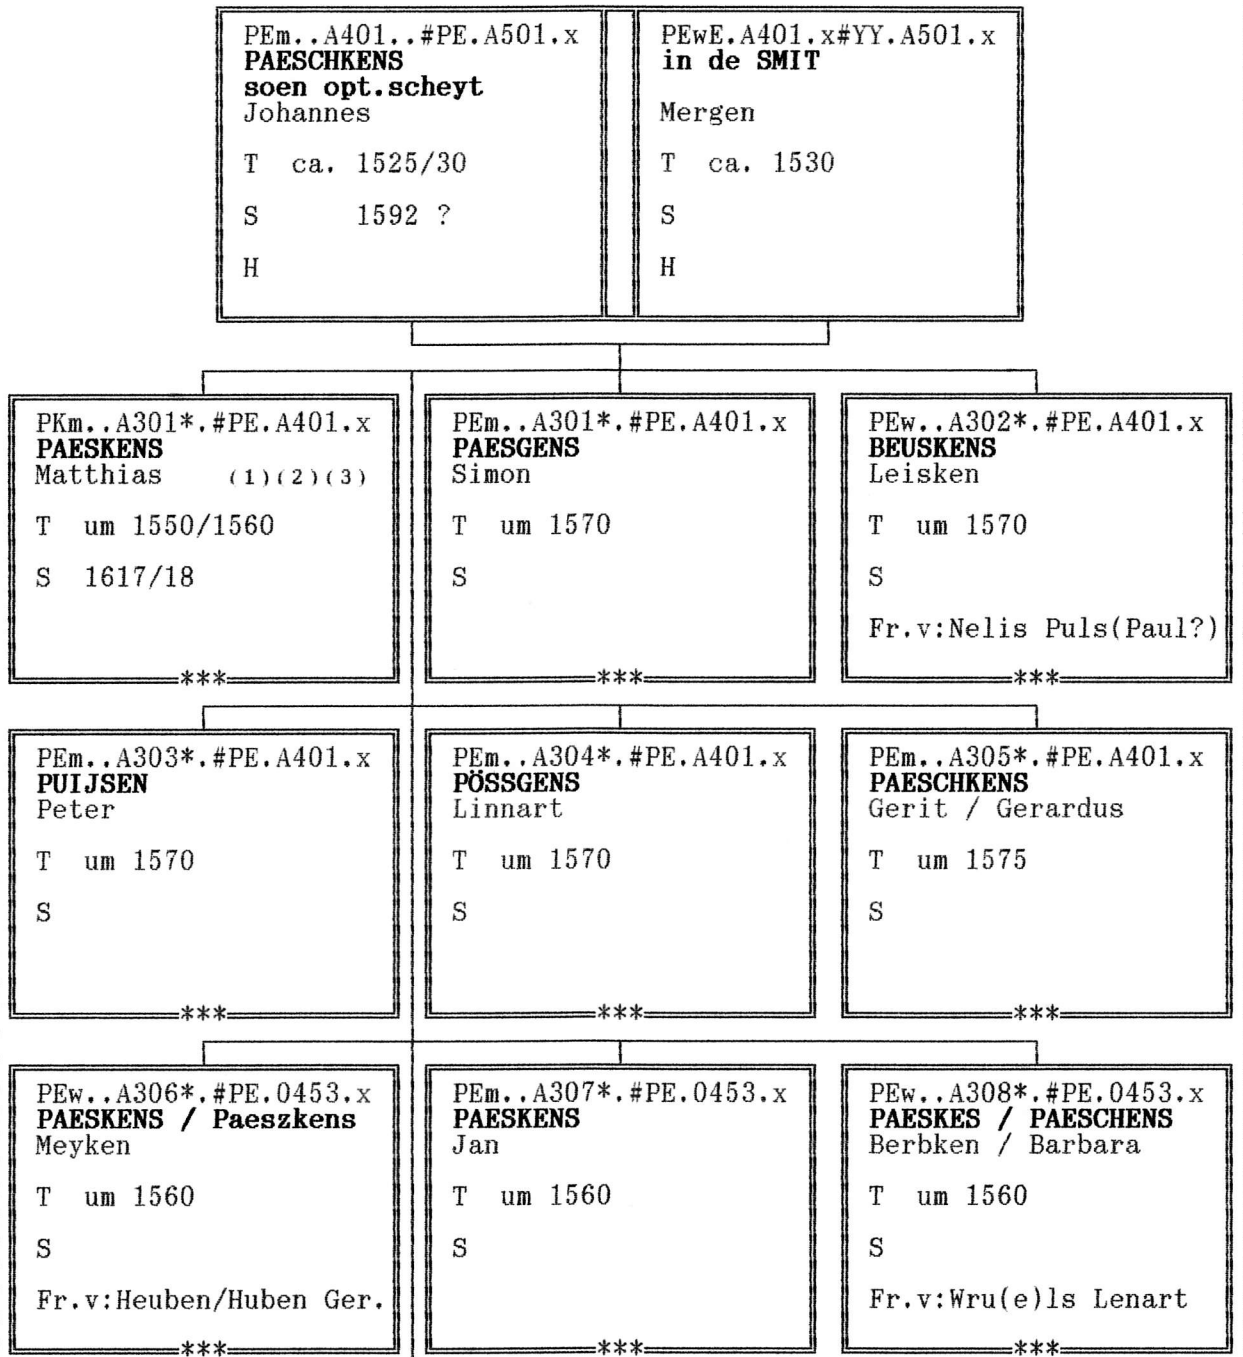 PEm..A401..#PE.A501.x
PAESCHKENS
soen opt.scheyt
Johannes
T ca. 1525/30
S 1592 ?
H
PEwE.A401.x#YY.A501.x
in de SMIT
Mergen
T ca. 1530
S
H
PKm..A301*.#PE.A401.x
PAESKENS
Matthias (1)(2)(3)
T um 1550/1560
S 1617/18
***
PEm..A301*.#PE.A401.x
PAESGENS
Simon
T um 1570
S
***
PEw..A302*.#PE.A401.x
BEUSKENS
Leisken
T um 1570
S
Fr.v:Nelis Puls(Paul?)
***
PEm..A303*.#PE.A401.x
PUIJSEN
Peter
T um 1570
S
***
PEm..A304*.#PE.A401.x
PÖSSGENS
Linnart
T um 1570
S
***
PEm..A305*.#PE.A401.x
PAESCHKENS
Gerit / Gerardus
T um 1575
S
***
PEw..A306*.#PE.0453.x
PAESKENS / Paeszkens
Meyken
T um 1560
S
Fr.v:Heuben/Huben Ger.
***
PEm..A307*.#PE.0453.x
PAESKENS
Jan
T um 1560
S
***
PEw..A308*.#PE.0453.x
PAESKES / PAESCHENS
Berbken / Barbara
T um 1560
S
Fr.v:Wru(e)ls Lenart
***